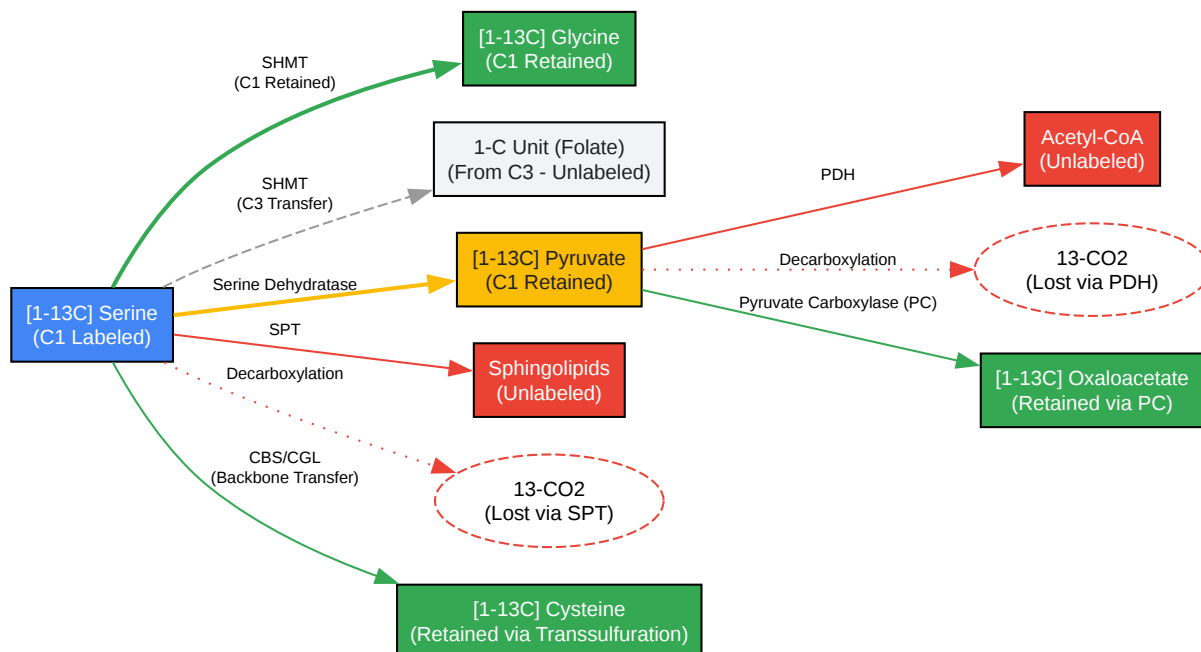 [1-13C] Glycine
(C1 Retained)
SHMT
(C1 Retained)
1-C Unit (Folate)
(From C3 - Unlabeled)
SHMT
(C3 Transfer)
Acetyl-CoA
(Unlabeled)
PDH
[1-13C] Pyruvate
(C1 Retained)
Decarboxylation
13-CO2
(Lost via PDH)
Serine Dehydratase
Pyruvate Carboxylase (PC)
[1-13C] Serine
(C1 Labeled)
SPT
Sphingolipids
(Unlabeled)
[1-13C] Oxaloacetate
(Retained via PC)
Decarboxylation
CBS/CGL
(Backbone Transfer)
13-CO2
(Lost via SPT)
[1-13C] Cysteine
(Retained via Transsulfuration)